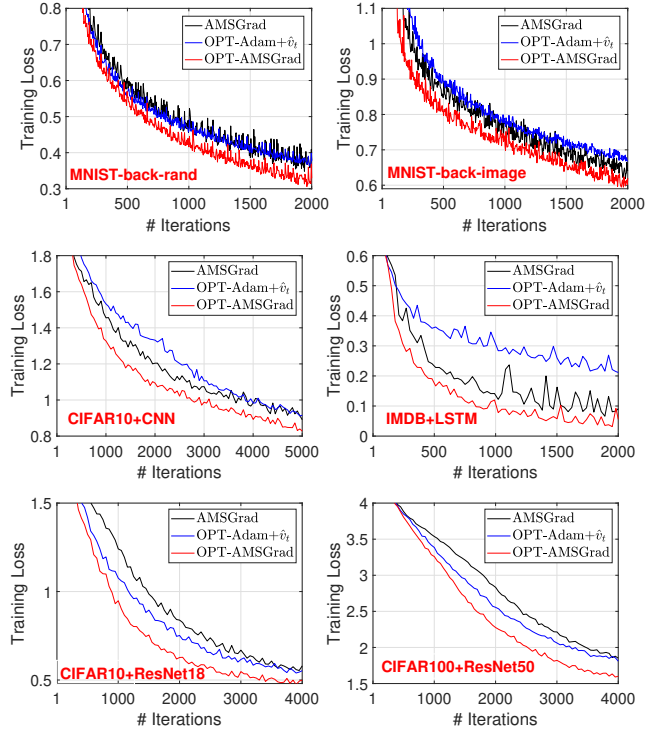 0.8
0.7
0.6
0.5
0.4
0.3
Training Loss
AMSGrad
OPT-Adam+v̂ₜ
OPT-AMSGrad
MNIST-back-rand
1 500 1000 1500 2000
# Iterations
1.1
1
0.9
0.8
0.7
0.6
Training Loss
AMSGrad
OPT-Adam+v̂ₜ
OPT-AMSGrad
MNIST-back-image
1 500 1000 1500 2000
# Iterations
1.8
1.6
1.4
1.2
1
0.8
Training Loss
AMSGrad
OPT-Adam+v̂ₜ
OPT-AMSGrad
CIFAR10+CNN
1 1000 2000 3000 4000 5000
# Iterations
0.6
0.5
0.4
0.3
0.2
0.1
0
Training Loss
AMSGrad
OPT-Adam+v̂ₜ
OPT-AMSGrad
IMDB+LSTM
1 500 1000 1500 2000
# Iterations
1.5
1
0.5
Training Loss
AMSGrad
OPT-Adam+v̂ₜ
OPT-AMSGrad
CIFAR10+ResNet18
1 1000 2000 3000 4000
# Iterations
4
3.5
3
2.5
2
1.5
Training Loss
AMSGrad
OPT-Adam+v̂ₜ
OPT-AMSGrad
CIFAR100+ResNet50
1 1000 2000 3000 4000
# Iterations